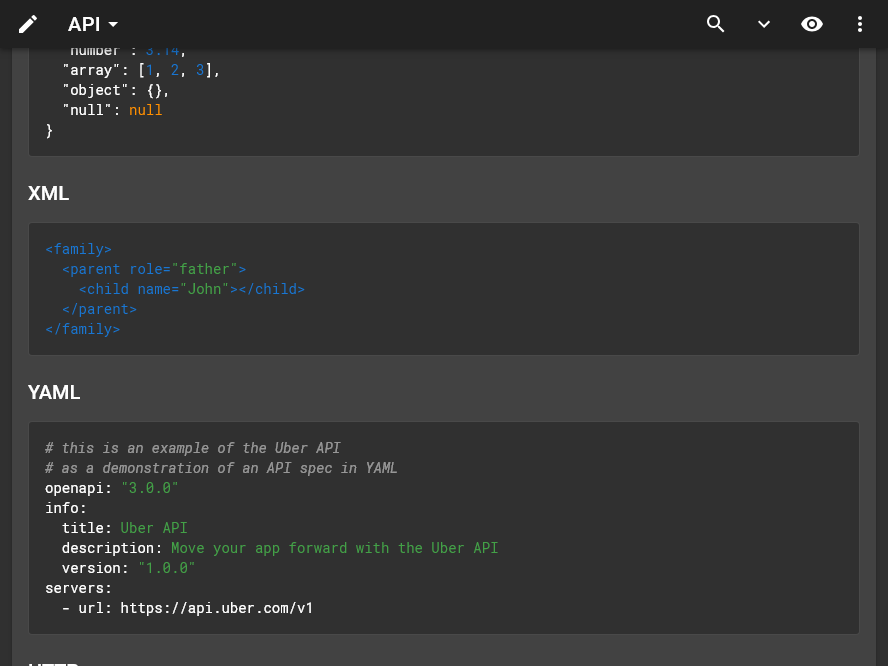 API
"number": 3.14,
"array": [1, 2, 3],
"object": {},
"null": null
}
XML
<family>
<parent role="father">
<child name="John"></child>
</parent>
</family>
YAML
# this is an example of the Uber API
# as a demonstration of an API spec in YAML
openapi: "3.0.0"
info:
title: Uber API
description: Move your app forward with the Uber API
version: "1.0.0"
servers:
- url: https://api.uber.com/v1
HTTP